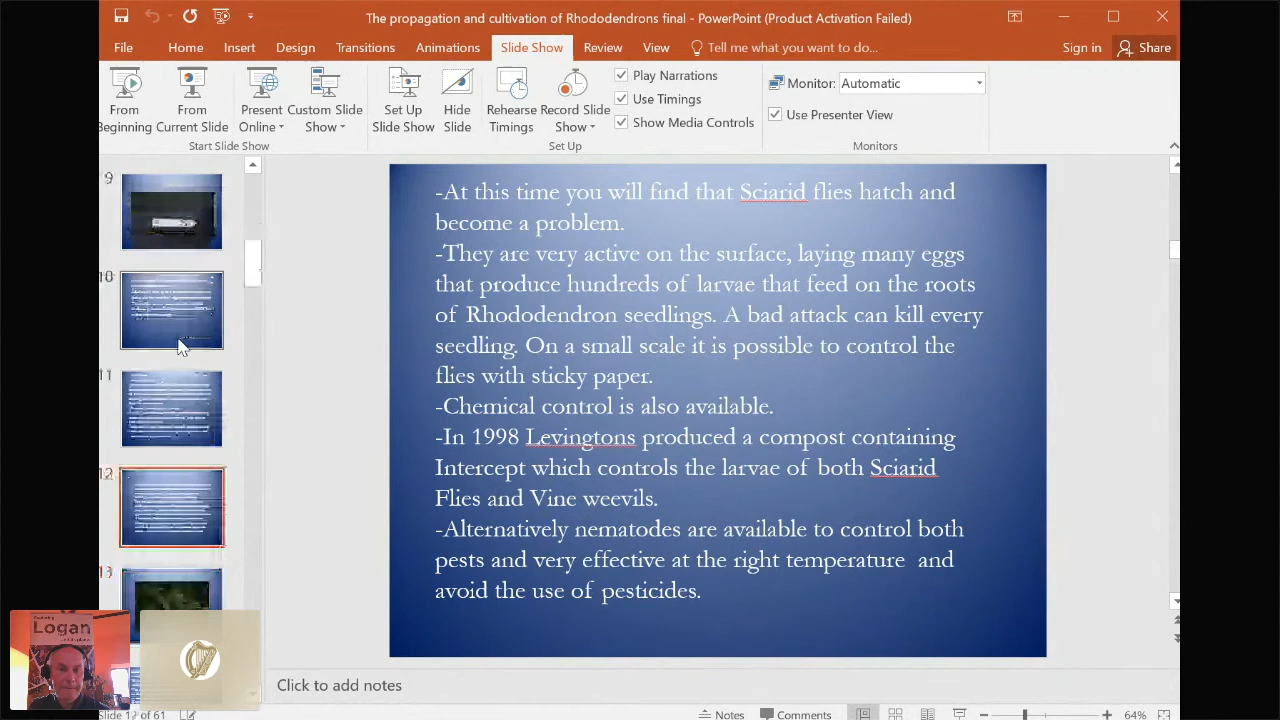 The propagation and cultivation of Rhododendrons final - PowerPoint (Product Activation Failed)
File Home Insert Design Transitions Animations Slide Show Review View Tell me what you want to do... Sign in Share
From Beginning
From Current Slide
Present Online
Custom Slide Show
Set Up Slide Show
Hide Slide
Rehearse Timings
Record Slide Show
Play Narrations
Use Timings
Show Media Controls
Monitor: Automatic
Use Presenter View
Start Slide Show
Set Up
Monitors
9
10
11
12
13
-At this time you will find that Sciarid flies hatch and
become a problem.
-They are very active on the surface, laying many eggs
that produce hundreds of larvae that feed on the roots
of Rhododendron seedlings. A bad attack can kill every
seedling. On a small scale it is possible to control the
flies with sticky paper.
-Chemical control is also available.
-In 1998 Levingtons produced a compost containing
Intercept which controls the larvae of both Sciarid
Flies and Vine weevils.
-Alternatively nematodes are available to control both
pests and very effective at the right temperature and
avoid the use of pesticides.
Logan
Click to add notes
Slide 12 of 61
Notes Comments 64%